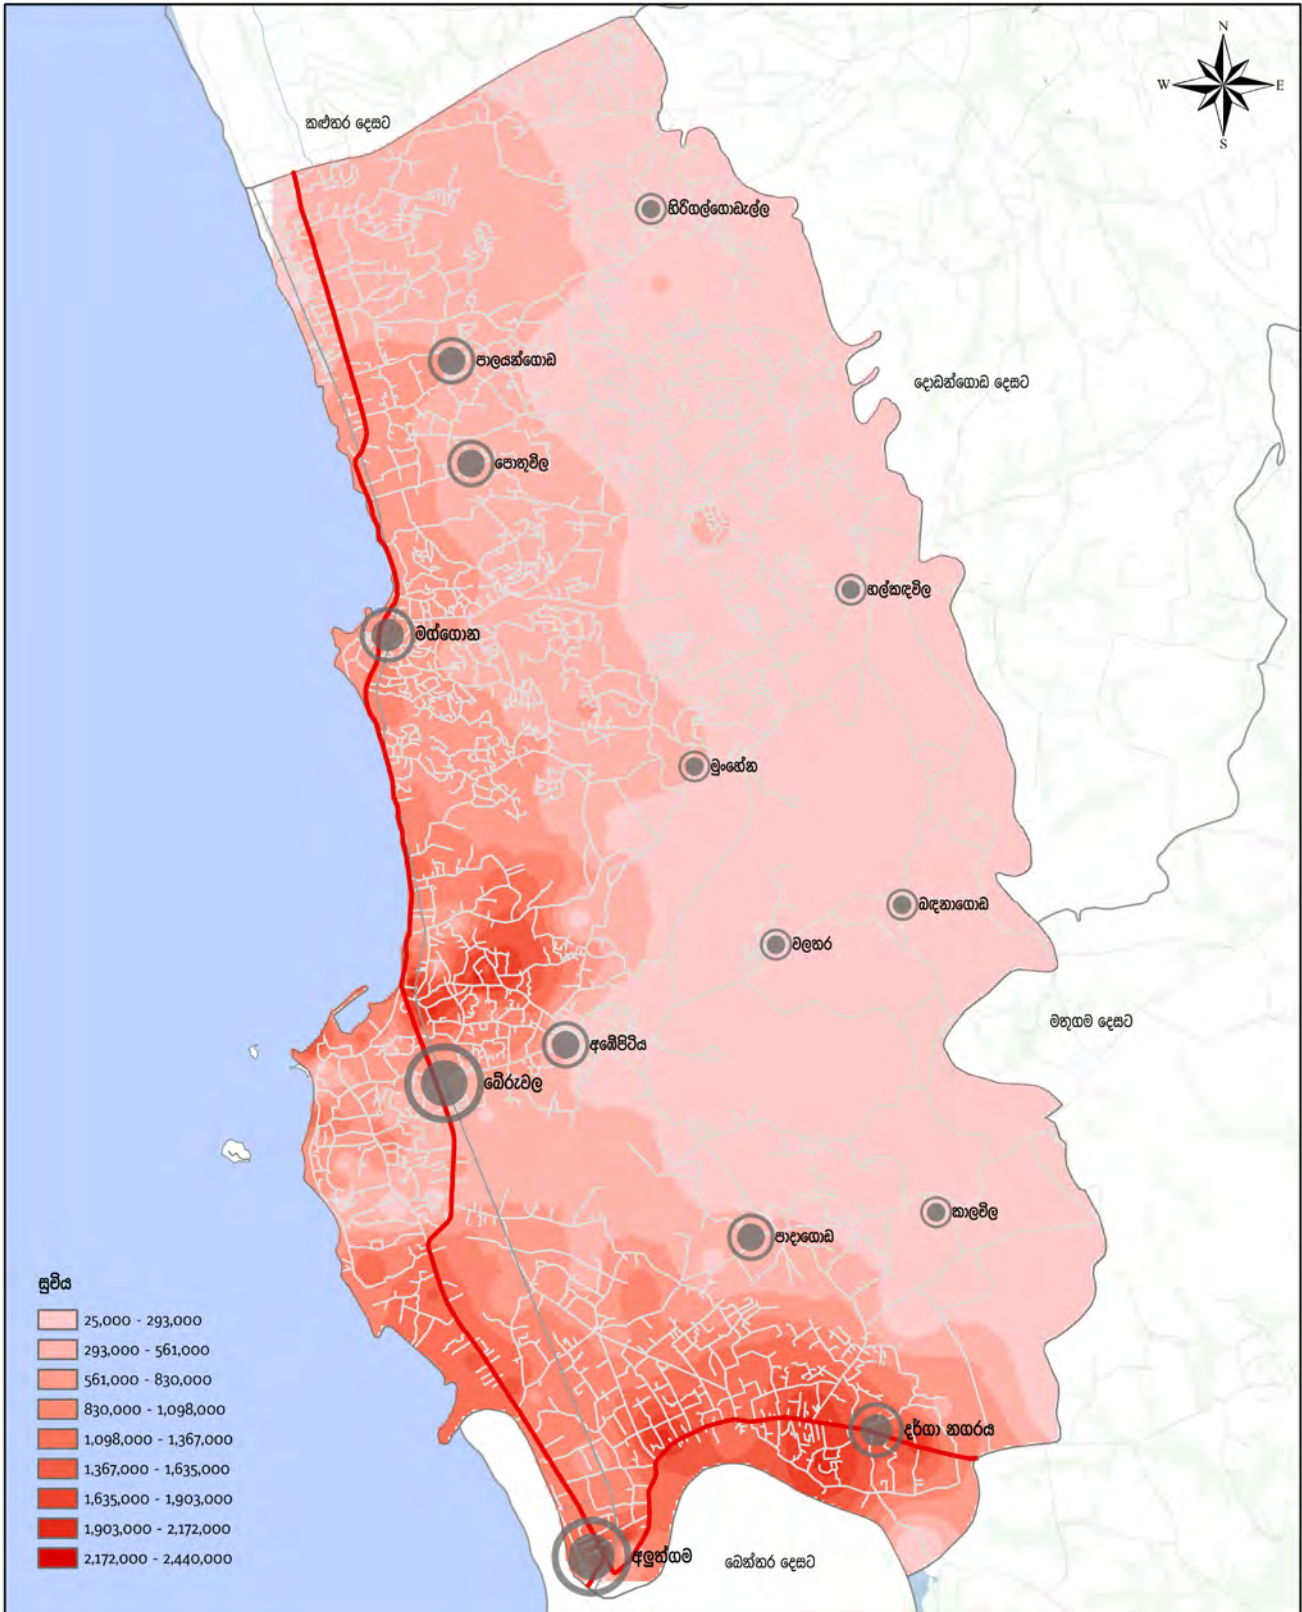 N
W E
S
කළුතර දෙසට
හිරිගල්ගොඩැල්ල
පාලයන්ගොඩ
දොඩන්ගොඩ දෙසට
පොතුවිල
හල්කඳවිල
මග්ගොන
මුංහේන
බඳනාගොඩ
වලතර
මතුගම දෙසට
අඹේපිටිය
බේරුවල
කාලවිල
පාදාගොඩ
සුචිය
25,000 - 293,000
293,000 - 561,000
561,000 - 830,000
830,000 - 1,098,000
1,098,000 - 1,367,000
1,367,000 - 1,635,000
1,635,000 - 1,903,000
1,903,000 - 2,172,000
2,172,000 - 2,440,000
දර්ගා නගරය
අලුත්ගම
බෙන්තර දෙසට